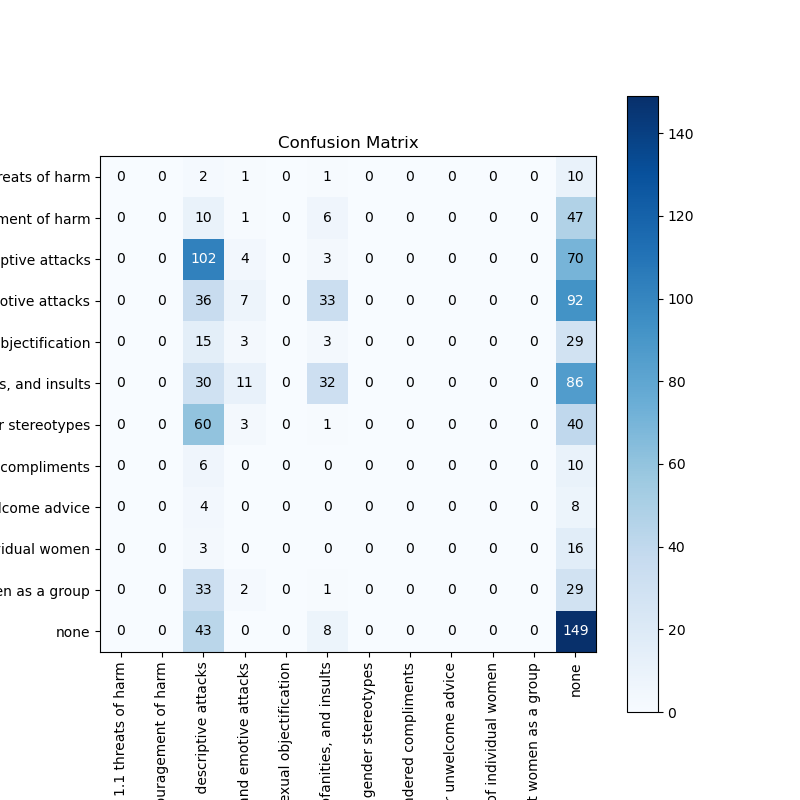 Confusion Matrix
reats of harm 0 0 2 1 0 1 0 0 0 0 0 10
ment of harm 0 0 10 1 0 6 0 0 0 0 0 47
ptive attacks 0 0 102 4 0 3 0 0 0 0 0 70
otive attacks 0 0 36 7 0 33 0 0 0 0 0 92
bjectification 0 0 15 3 0 3 0 0 0 0 0 29
s, and insults 0 0 30 11 0 32 0 0 0 0 0 86
r stereotypes 0 0 60 3 0 1 0 0 0 0 0 40
compliments 0 0 6 0 0 0 0 0 0 0 0 10
lcome advice 0 0 4 0 0 0 0 0 0 0 0 8
vidual women 0 0 3 0 0 0 0 0 0 0 0 16
en as a group 0 0 33 2 0 1 0 0 0 0 0 29
none 0 0 43 0 0 8 0 0 0 0 0 149
1.1 threats of harm
ouragement of harm
descriptive attacks
and emotive attacks
exual objectification
ofanities, and insults
gender stereotypes
ndered compliments
r unwelcome advice
of individual women
t women as a group
none
140
120
100
80
60
40
20
0